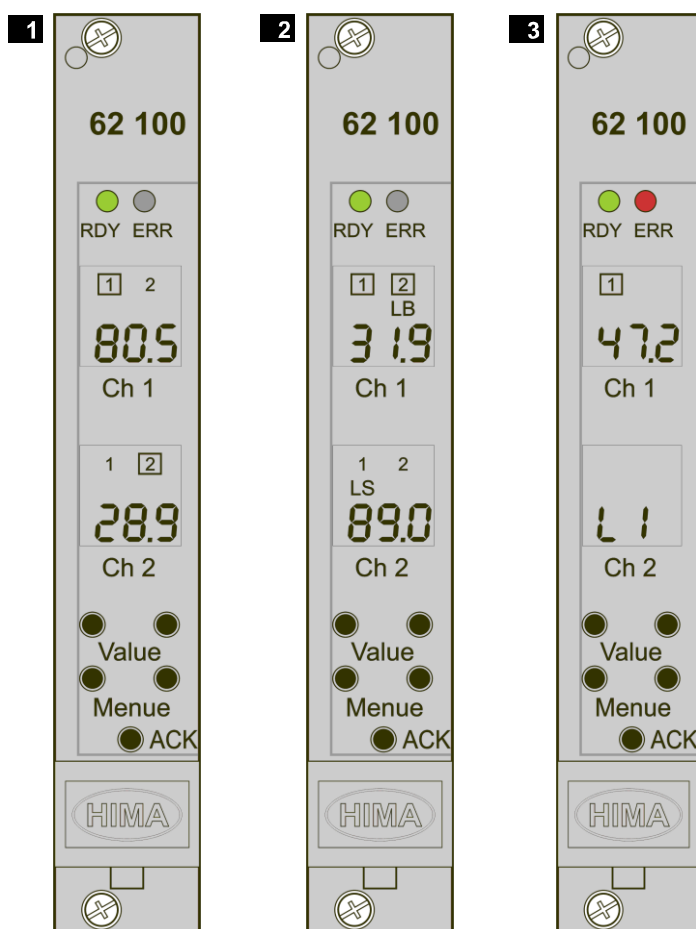 1
62 100
RDY ERR
1 2
80.5
Ch 1
1 2
28.9
Ch 2
Value
Menue
ACK
HIMA
2
62 100
RDY ERR
1 2
LB
31.9
Ch 1
1 2
LS
89.0
Ch 2
Value
Menue
ACK
HIMA
3
62 100
RDY ERR
1
47.2
Ch 1
L1
Ch 2
Value
Menue
ACK
HIMA